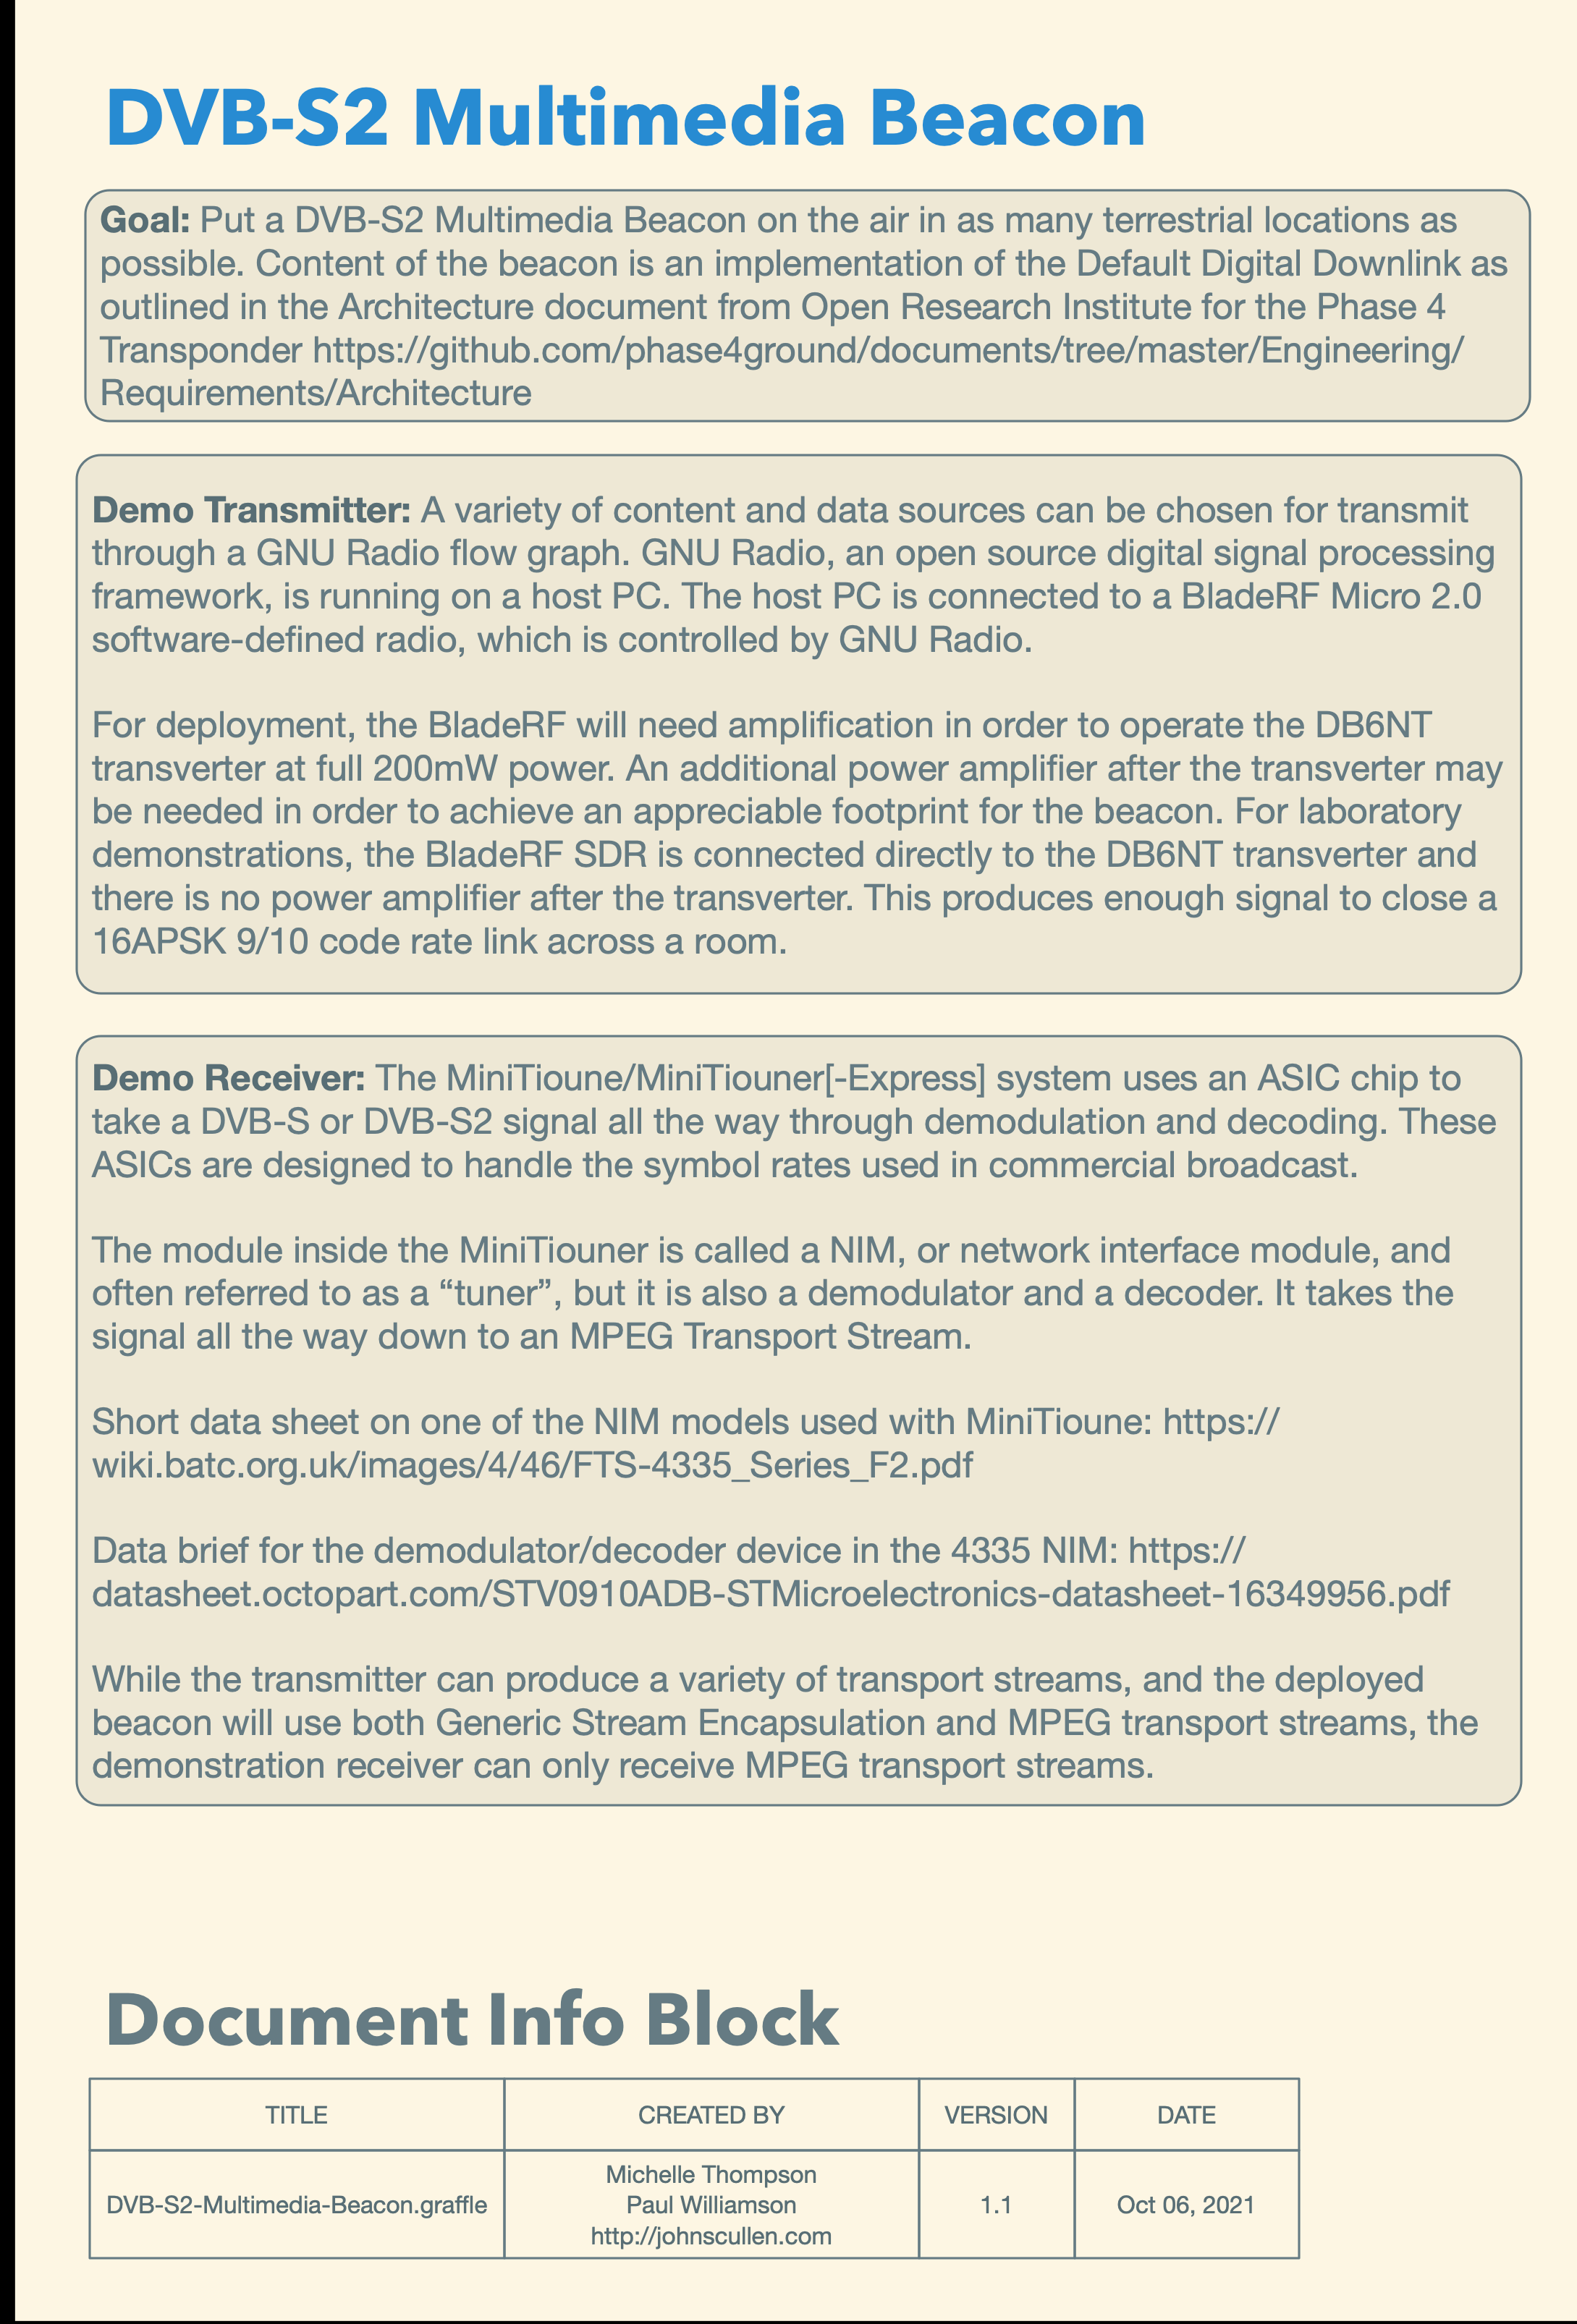 DVB-S2 Multimedia Beacon
Goal: Put a DVB-S2 Multimedia Beacon on the air in as many terrestrial locations as
possible. Content of the beacon is an implementation of the Default Digital Downlink as
outlined in the Architecture document from Open Research Institute for the Phase 4
Transponder https://github.com/phase4ground/documents/tree/master/Engineering/
Requirements/Architecture
Demo Transmitter: A variety of content and data sources can be chosen for transmit
through a GNU Radio flow graph. GNU Radio, an open source digital signal processing
framework, is running on a host PC. The host PC is connected to a BladeRF Micro 2.0
software-defined radio, which is controlled by GNU Radio.
For deployment, the BladeRF will need amplification in order to operate the DB6NT
transverter at full 200mW power. An additional power amplifier after the transverter may
be needed in order to achieve an appreciable footprint for the beacon. For laboratory
demonstrations, the BladeRF SDR is connected directly to the DB6NT transverter and
there is no power amplifier after the transverter. This produces enough signal to close a
16APSK 9/10 code rate link across a room.
Demo Receiver: The MiniTioune/MiniTiouner[-Express] system uses an ASIC chip to
take a DVB-S or DVB-S2 signal all the way through demodulation and decoding. These
ASICs are designed to handle the symbol rates used in commercial broadcast.
The module inside the MiniTiouner is called a NIM, or network interface module, and
often referred to as a “tuner”, but it is also a demodulator and a decoder. It takes the
signal all the way down to an MPEG Transport Stream.
Short data sheet on one of the NIM models used with MiniTioune: https://
wiki.batc.org.uk/images/4/46/FTS-4335_Series_F2.pdf
Data brief for the demodulator/decoder device in the 4335 NIM: https://
datasheet.octopart.com/STV0910ADB-STMicroelectronics-datasheet-16349956.pdf
While the transmitter can produce a variety of transport streams, and the deployed
beacon will use both Generic Stream Encapsulation and MPEG transport streams, the
demonstration receiver can only receive MPEG transport streams.
Document Info Block
TITLE CREATED BY VERSION DATE
Michelle Thompson
DVB-S2-Multimedia-Beacon.graffle Paul Williamson 1.1 Oct 06, 2021
http://johnscullen.com